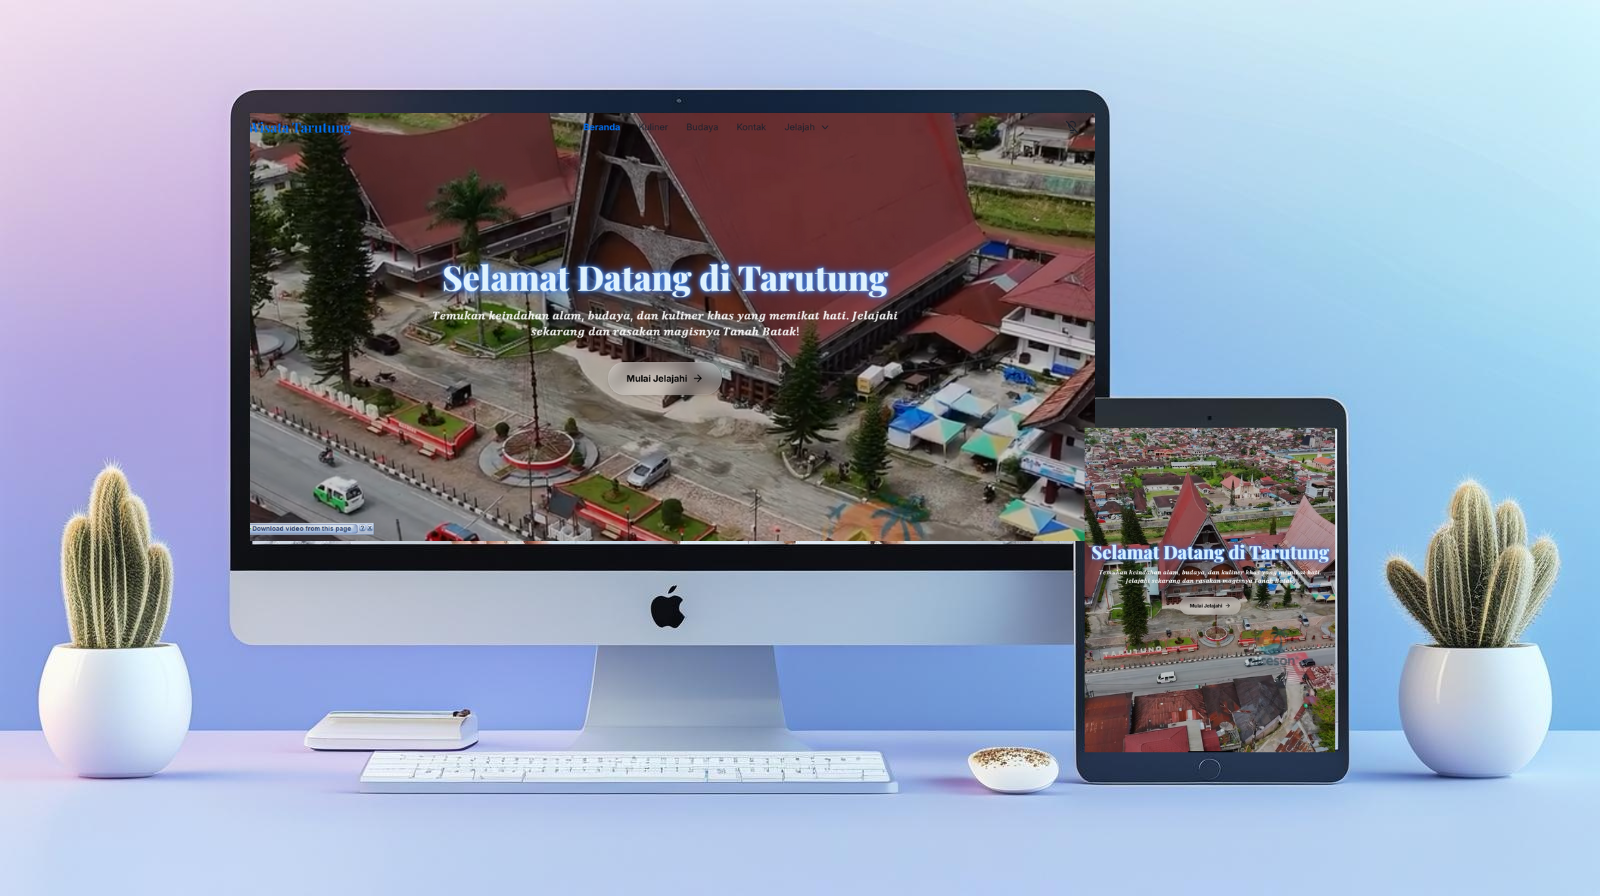 Wisata Tarutung
Beranda Kuliner Budaya Kontak Jelajah
Selamat Datang di Tarutung
Temukan keindahan alam, budaya, dan kuliner khas yang memikat hati. Jelajahi
sekarang dan rasakan magisnya Tanah Batak!
Mulai Jelajahi →
Download video from this page ? X
Selamat Datang di Tarutung
Temukan keindahan alam, budaya, dan kuliner khas yang memikat hati.
Jelajahi sekarang dan rasakan magisnya Tanah Batak!
Mulai Jelajahi →
TARUTUNG